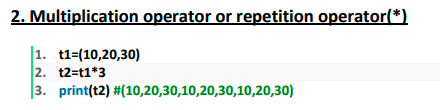 2. Multiplication operator or repetition operator(*)
1. t1=(10,20,30)
2. t2=t1*3
3. print(t2) #(10,20,30,10,20,30,10,20,30)